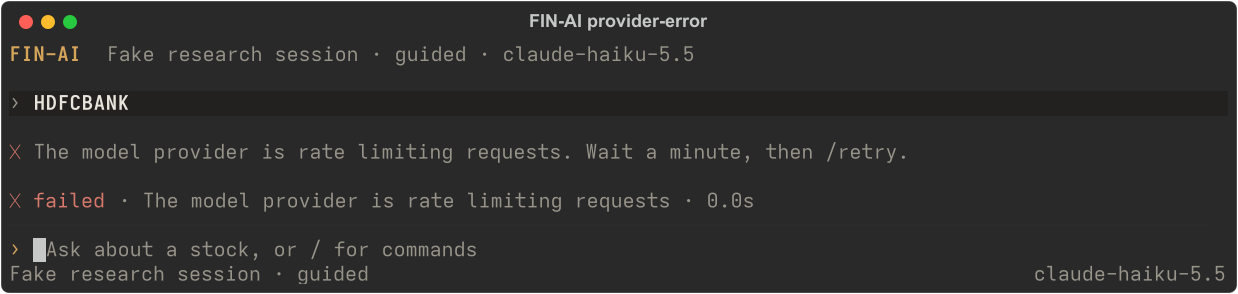 FIN-AI provider-error
FIN-AI Fake research session · guided · claude-haiku-5.5
› HDFCBANK
X The model provider is rate limiting requests. Wait a minute, then /retry.
X failed · The model provider is rate limiting requests · 0.0s
› Ask about a stock, or / for commands
Fake research session · guided claude-haiku-5.5